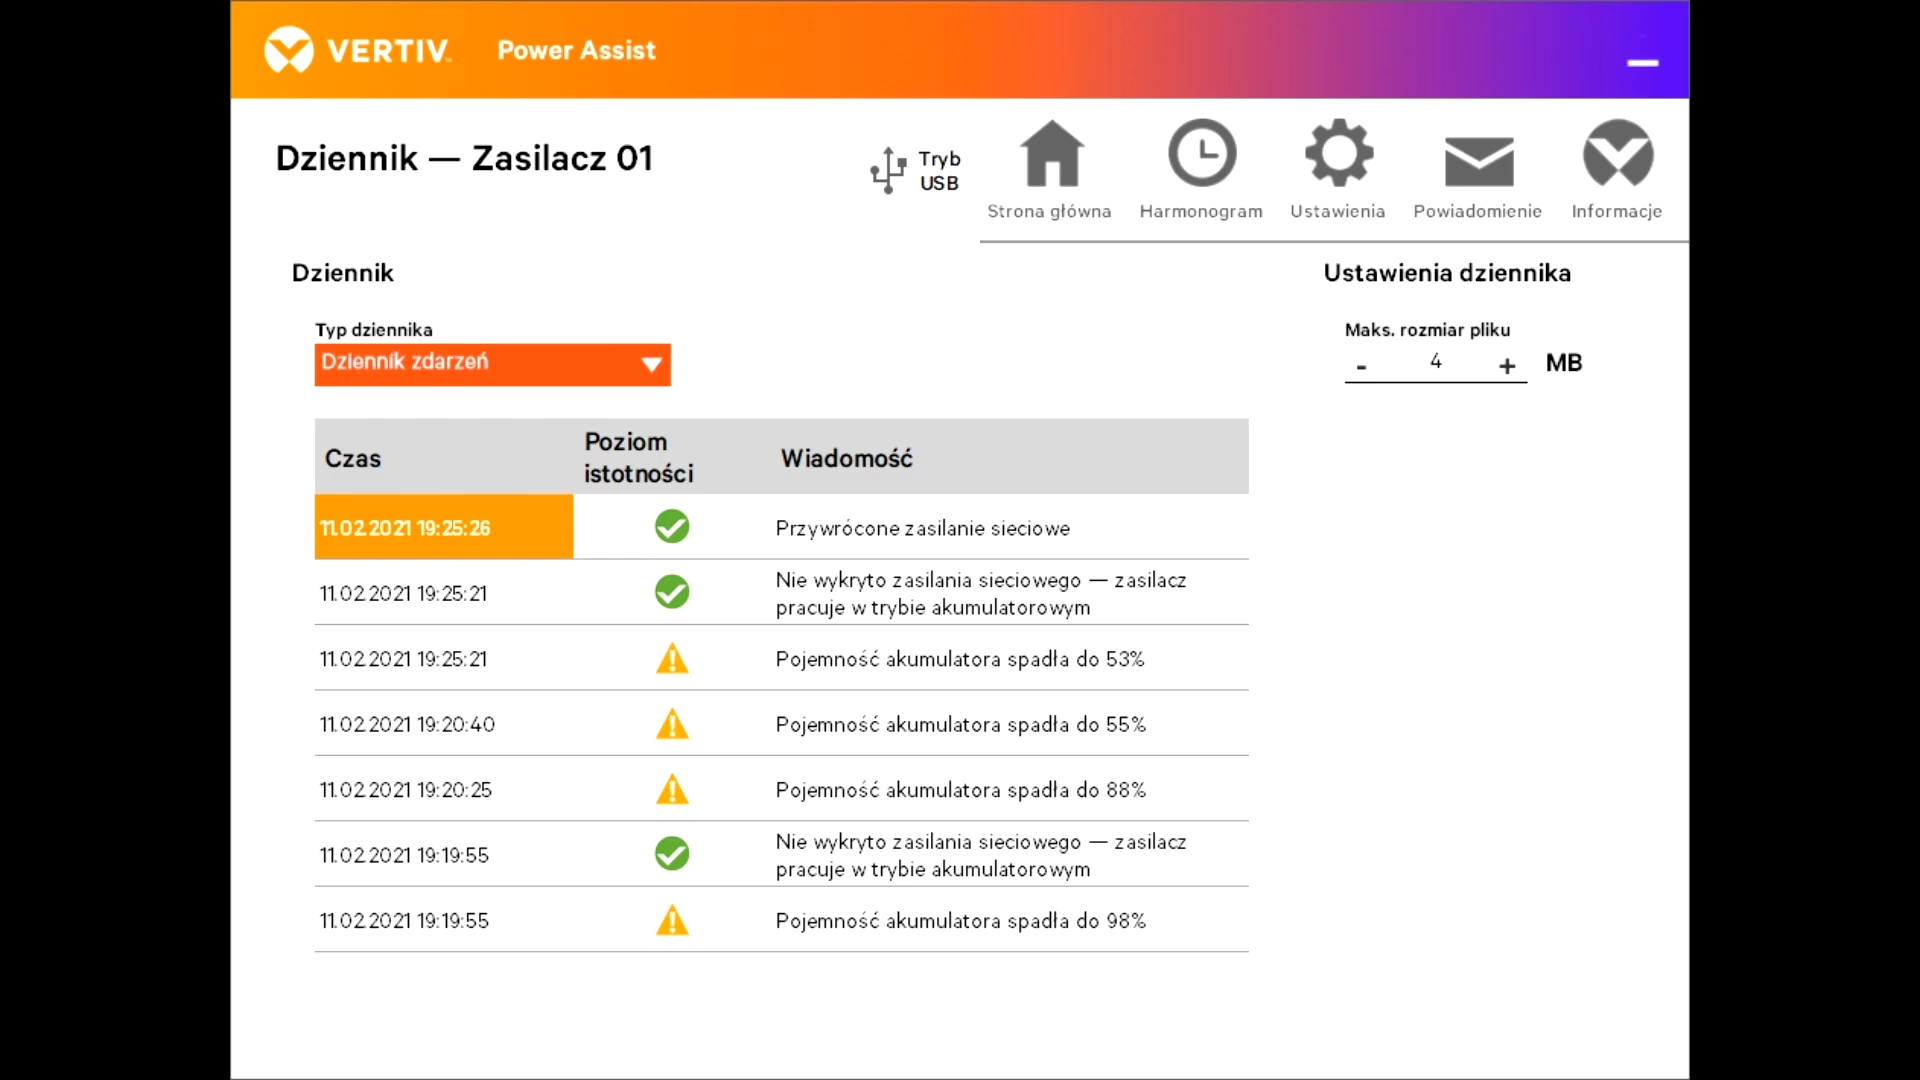 VERTIV™
Power Assist
Dziennik — Zasilacz 01
Tryb
USB
Strona główna
Harmonogram
Ustawienia
Powiadomienie
Informacje
Dziennik
Typ dziennika
Dziennik zdarzeń
Ustawienia dziennika
Maks. rozmiar pliku
- 4 + MB
Czas
Poziom
istotności
Wiadomość
11.02.2021 19:25:26
Przywrócone zasilanie sieciowe
11.02.2021 19:25:21
Nie wykryto zasilania sieciowego — zasilacz
pracuje w trybie akumulatorowym
11.02.2021 19:25:21
Pojemność akumulatora spadła do 53%
11.02.2021 19:20:40
Pojemność akumulatora spadła do 55%
11.02.2021 19:20:25
Pojemność akumulatora spadła do 88%
11.02.2021 19:19:55
Nie wykryto zasilania sieciowego — zasilacz
pracuje w trybie akumulatorowym
11.02.2021 19:19:55
Pojemność akumulatora spadła do 98%